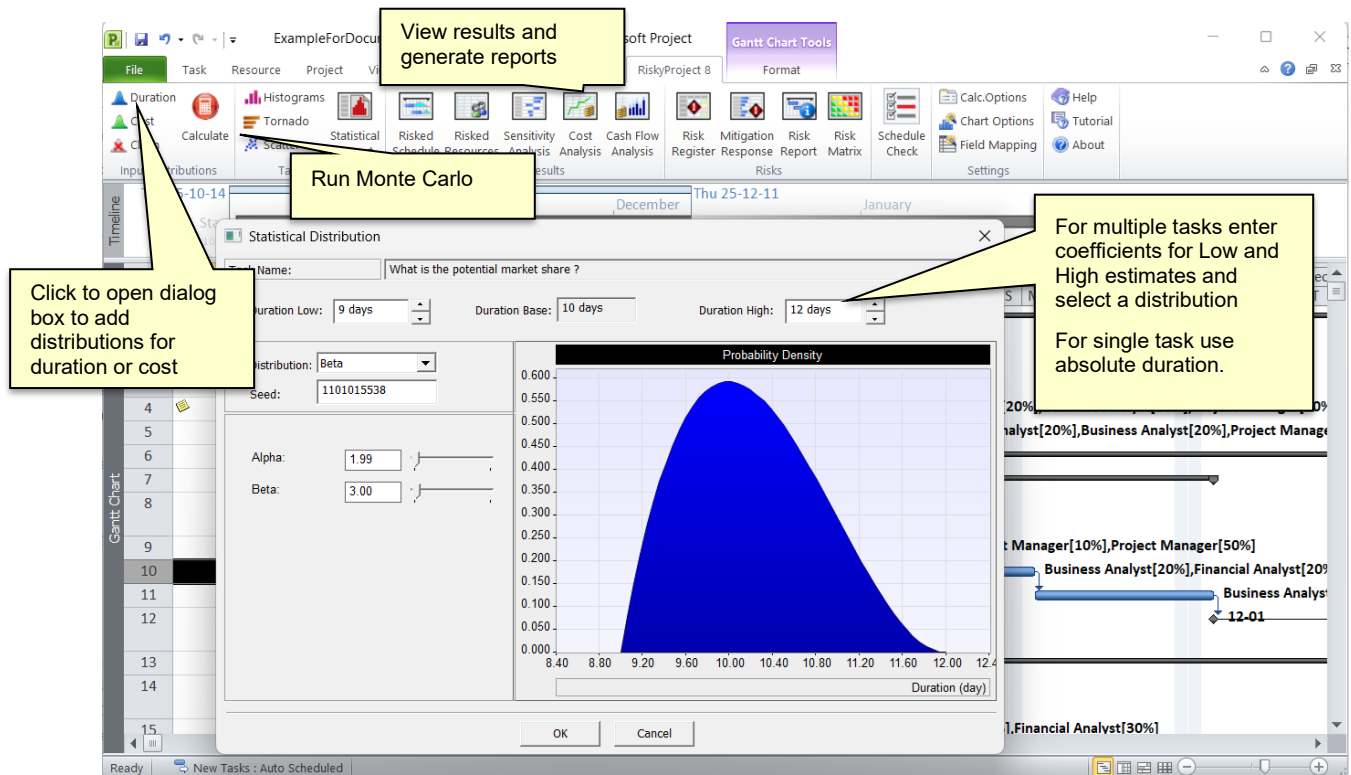 ExampleForDocu
soft Project
Gantt Chart Tools
View results and
generate reports
File Task Resource Project Vi RiskyProject 8 Format
Duration
Calculate
Histograms
Tornado
Statistical
Risked
Schedule
Risked
Resources
Sensitivity
Analysis
Cost
Analysis
Cash Flow
Analysis
Risk
Register
Mitigation
Response
Risk
Report
Risk
Matrix
Schedule
Check
Calc.Options
Chart Options
Field Mapping
Help
Tutorial
About
Risks
Settings
Run Monte Carlo
Timeline
-10-14
Thu 25-12-11
December
January
Click to open dialog
box to add
distributions for
duration or cost
For multiple tasks enter
coefficients for Low and
High estimates and
select a distribution
For single task use
absolute duration.
Statistical Distribution
Name: What is the potential market share ?
Duration Low: 9 days Duration Base: 10 days Duration High: 12 days
Distribution: Beta
Seed: 1101015538
Alpha: 1.99
Beta: 3.00
Probability Density
0.600
0.550
0.500
0.450
0.400
0.350
0.300
0.250
0.200
0.150
0.100
0.050
0.000
8.40 8.80 9.20 9.60 10.00 10.40 10.80 11.20 11.60 12.00 12.4
Duration (day)
OK Cancel
Gantt Chart
4
5
6
7
8
9
10
11
12
13
14
15
nalyst[20%],Business Analyst[20%],Project Manage
t Manager[10%],Project Manager[50%]
Business Analyst[20%],Financial Analyst[20%
Business Analyst
12-01
],Financial Analyst[30%]
Ready New Tasks : Auto Scheduled